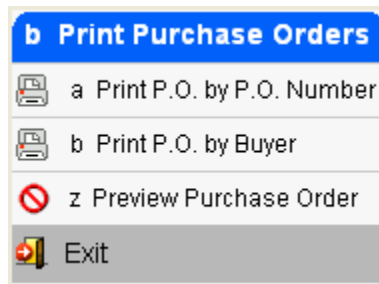 b Print Purchase Orders
a Print P.O. by P.O. Number
b Print P.O. by Buyer
z Preview Purchase Order
Exit